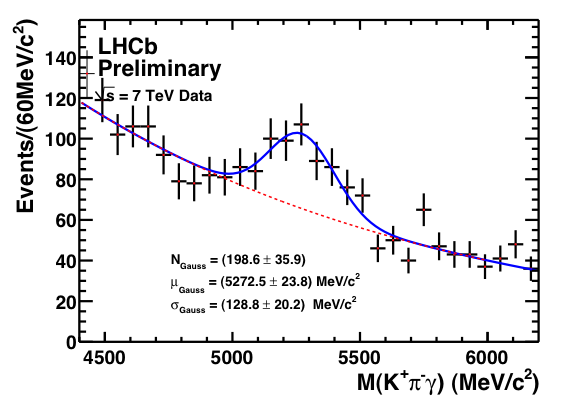 LHCb
Preliminary
√s = 7 TeV Data
Events/(60MeV/c²)
140
120
100
80
60
40
20
0
N_Gauss = (198.6 ± 35.9)
μ_Gauss = (5272.5 ± 23.8) MeV/c²
σ_Gauss = (128.8 ± 20.2) MeV/c²
4500 5000 5500 6000
M(K⁺π⁻γ) (MeV/c²)